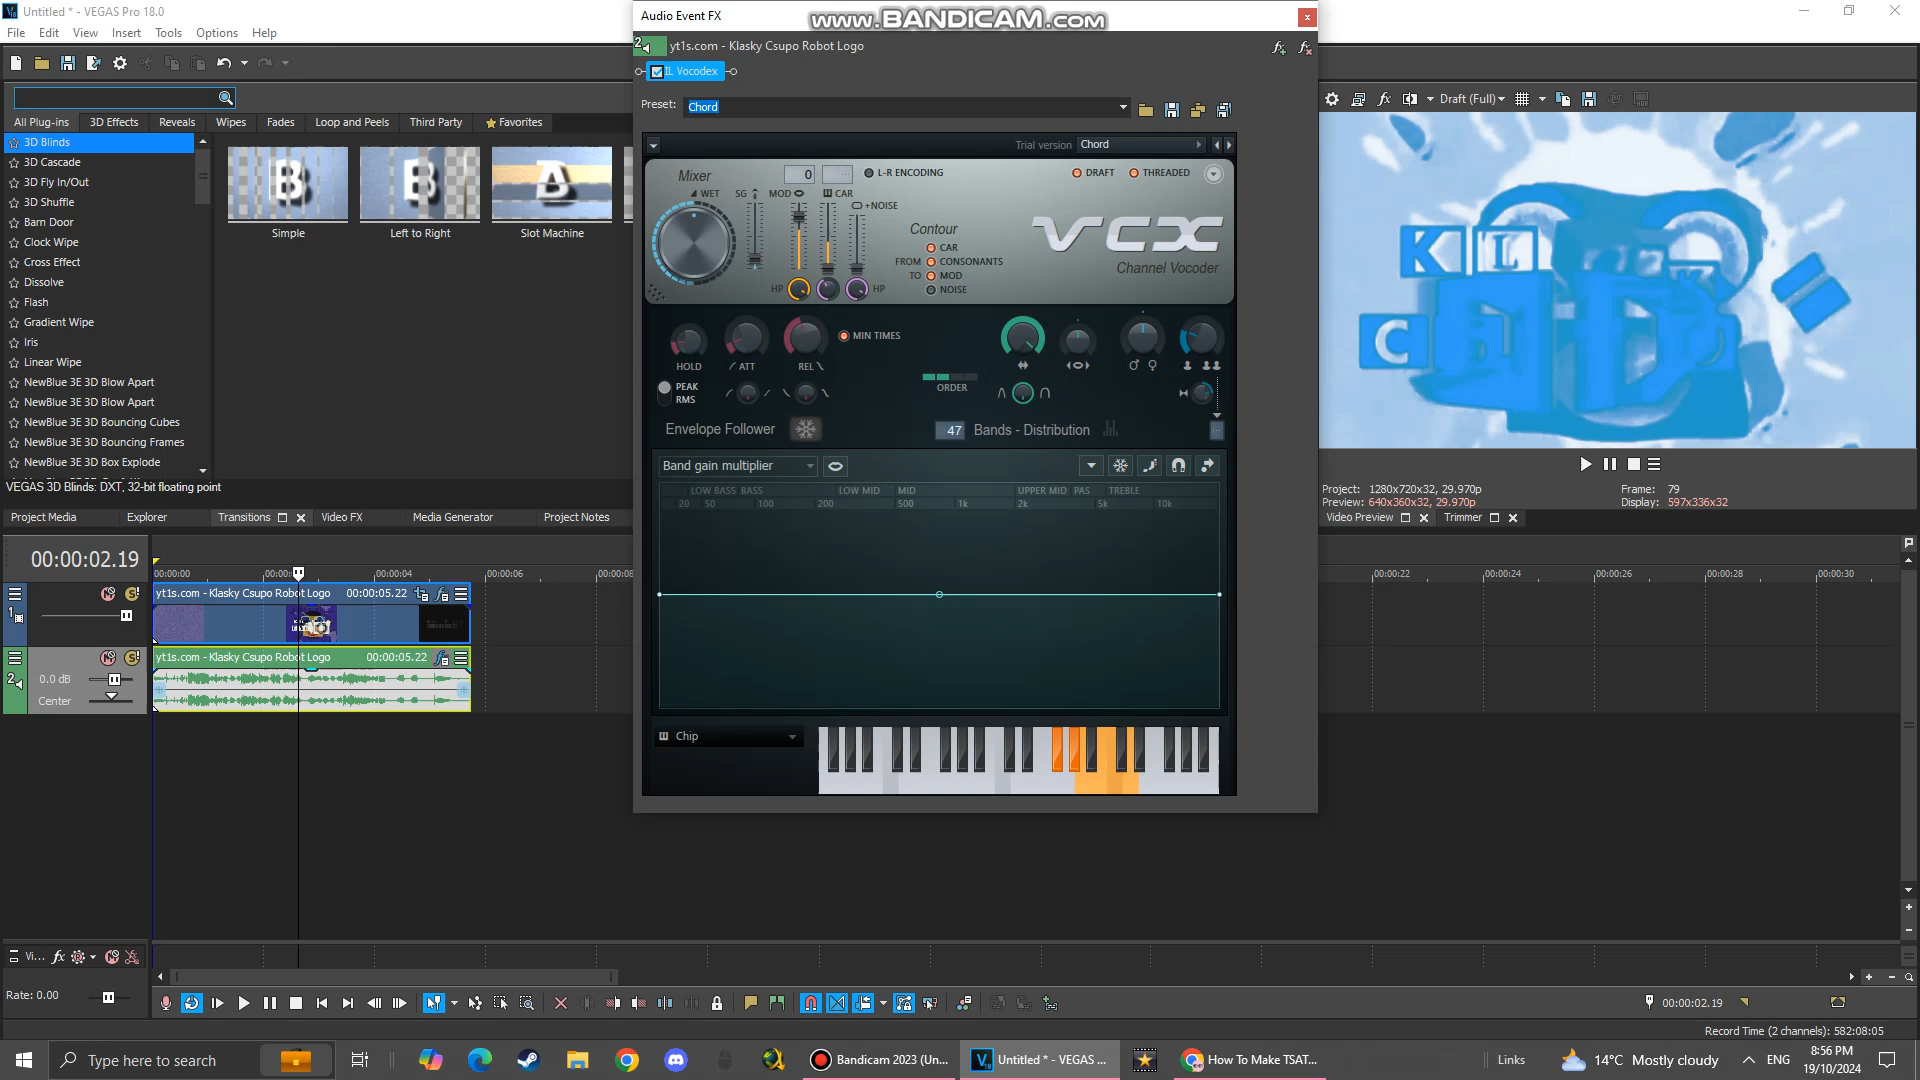 Untitled * - VEGAS Pro 18.0
File Edit View Insert Tools Options Help
All Plug-ins 3D Effects Reveals Wipes Fades Loop and Peels Third Party Favorites
3D Blinds
3D Cascade
3D Fly In/Out
3D Shuffle
Barn Door
Clock Wipe
Cross Effect
Dissolve
Flash
Gradient Wipe
Iris
Linear Wipe
NewBlue 3E 3D Blow Apart
NewBlue 3E 3D Blow Apart
NewBlue 3E 3D Bouncing Cubes
NewBlue 3E 3D Bouncing Frames
NewBlue 3E 3D Box Explode
Simple Left to Right Slot Machine
VEGAS 3D Blinds: DXT, 32-bit floating point
Project Media Explorer Transitions Video FX Media Generator Project Notes
Audio Event FX
www.BANDICAM.com
2 yt1s.com - Klasky Csupo Robot Logo
IL Vocodex
Preset: Chord
Trial version Chord
Mixer 0 L-R ENCODING DRAFT THREADED
WET SG MOD CAR
+NOISE
Contour
CAR
FROM CONSONANTS
TO MOD
HP HP NOISE
VCX
Channel Vocoder
HOLD ATT REL MIN TIMES
PEAK
RMS
ORDER
Envelope Follower 47 Bands - Distribution
Band gain multiplier
LOW BASS BASS LOW MID MID UPPER MID PAS TREBLE
20 50 100 200 500 1k 2k 5k 10k
Chip
Draft (Full)
K L
C
Project: 1280x720x32, 29.970p
Preview: 640x360x32, 29.970p
Frame: 79
Display: 597x336x32
Video Preview Trimmer
00:00:02.19
00:00:00 00:00:04 00:00:06 00:00:08 00:00:22 00:00:24 00:00:26 00:00:28 00:00:30
1 yt1s.com - Klasky Csupo Robot Logo 00:00:05.22
2 yt1s.com - Klasky Csupo Robot Logo 00:00:05.22
0.0 dB
Center
Vi... fx
Rate: 0.00
00:00:02.19
Record Time (2 channels): 582:08:05
Type here to search
Bandicam 2023 (Un...
Untitled * - VEGAS ...
How To Make TSAT...
Links
14°C Mostly cloudy
ENG
8:56 PM
19/10/2024